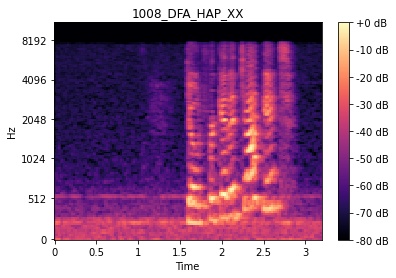 1008_DFA_HAP_XX
+0 dB
8192
-10 dB
4096
-20 dB
-30 dB
2048
Hz
-40 dB
1024
-50 dB
-60 dB
512
-70 dB
0
-80 dB
0 0.5 1 1.5 2 2.5 3
Time